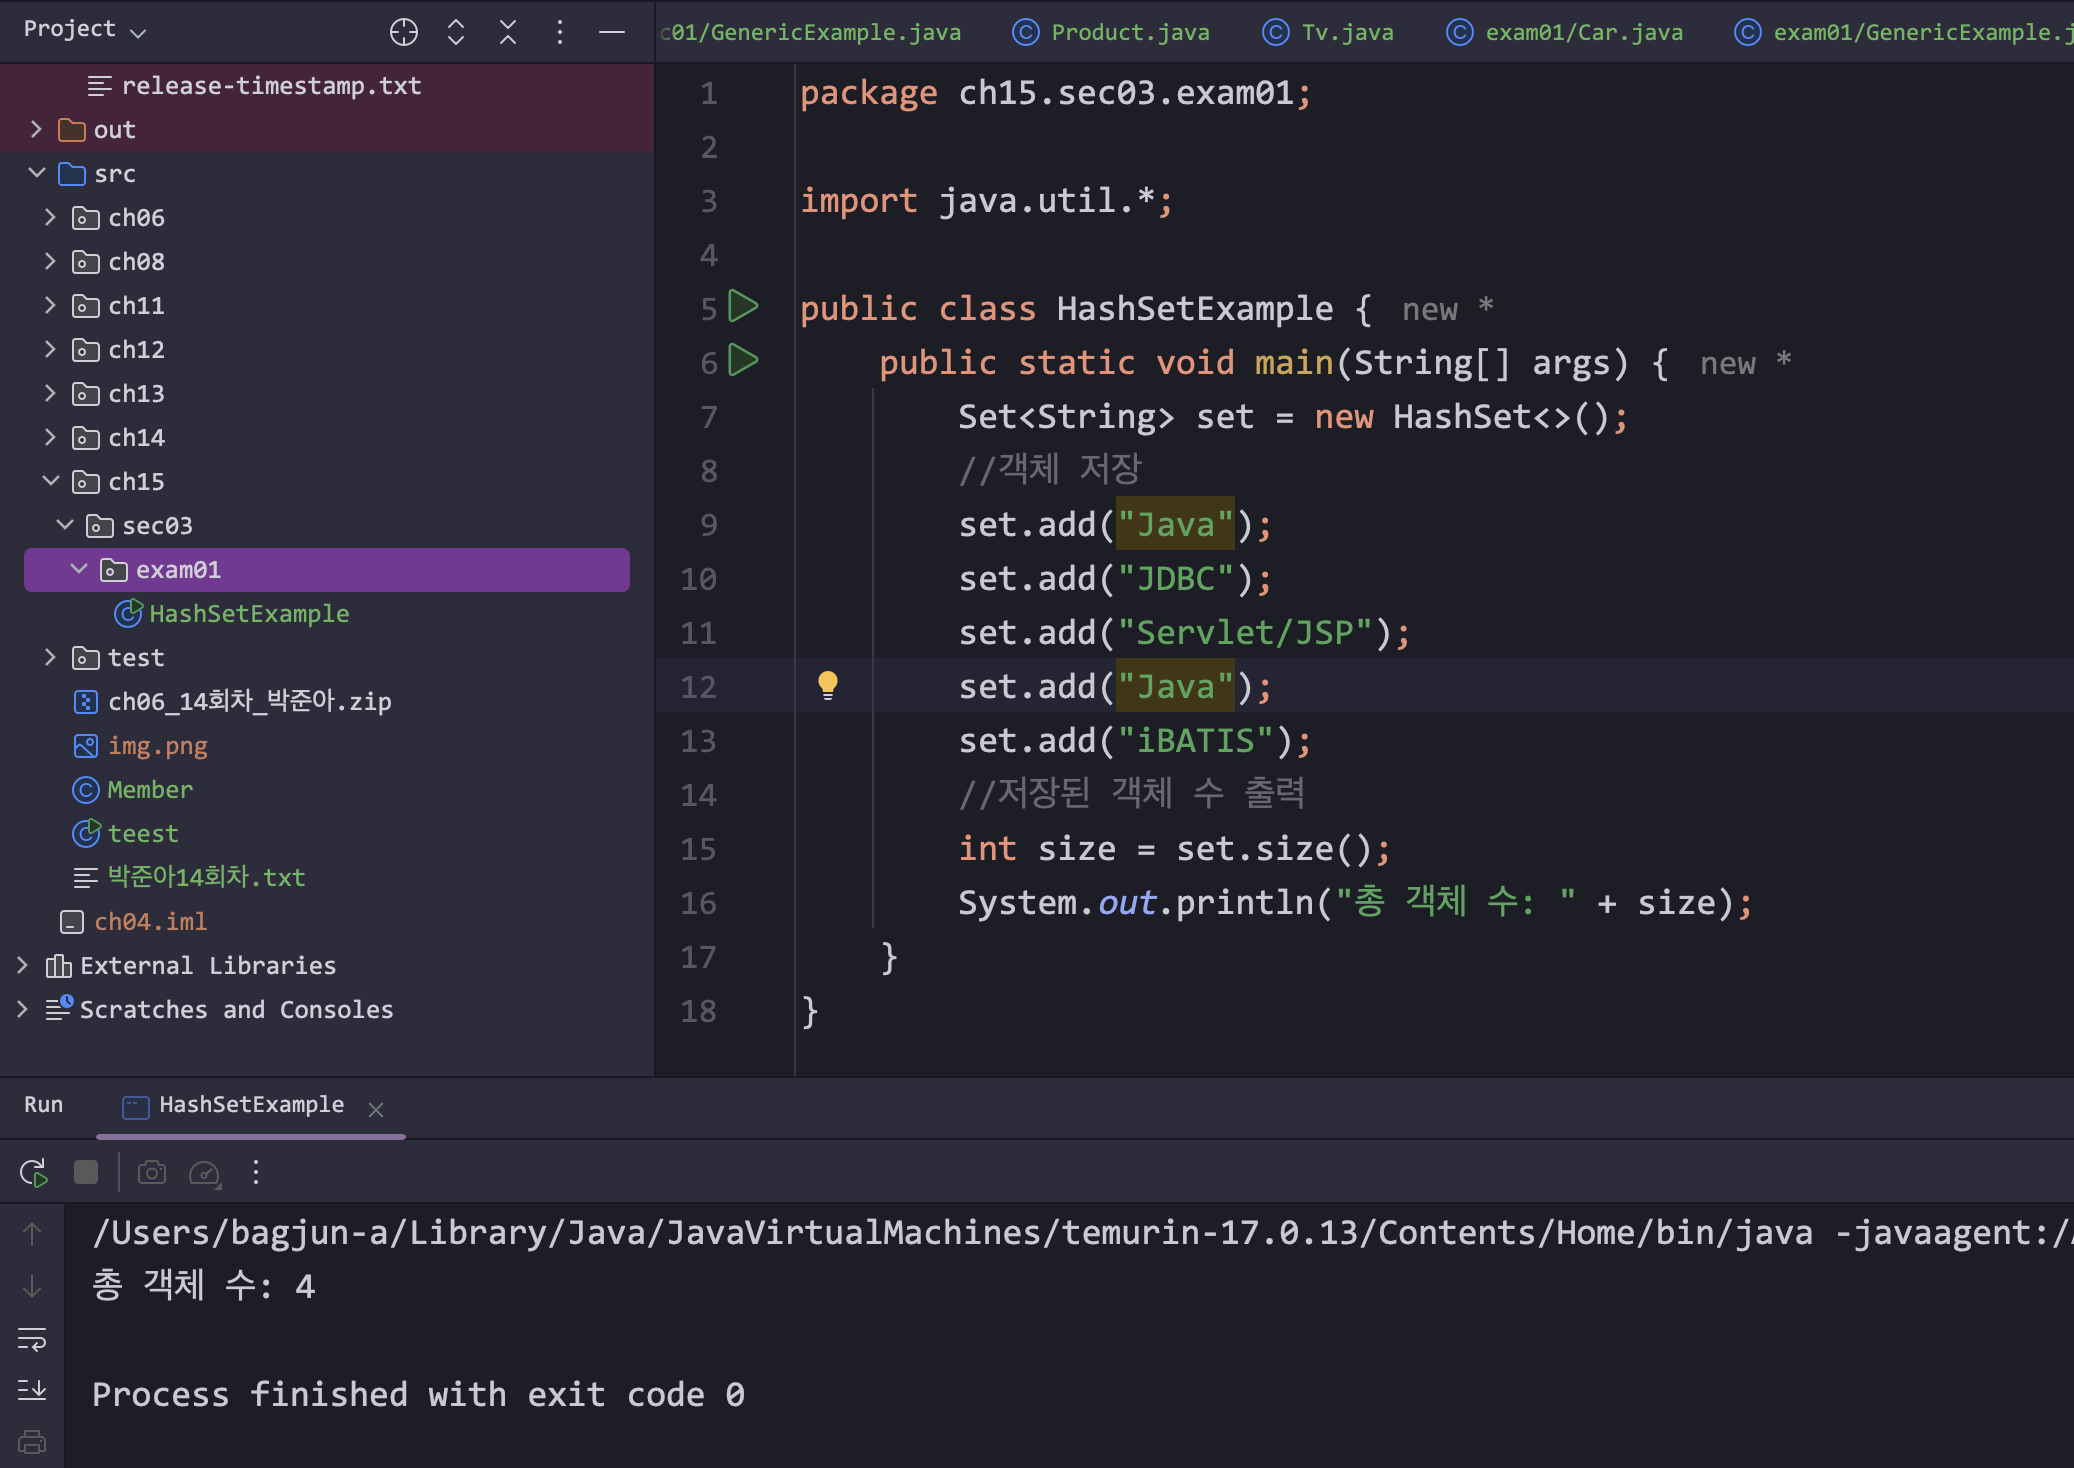 Project
release-timestamp.txt
out
src
ch06
ch08
ch11
ch12
ch13
ch14
ch15
sec03
exam01
HashSetExample
test
ch06_14회차_박준아.zip
img.png
Member
teest
박준아14회차.txt
ch04.iml
External Libraries
Scratches and Consoles
c01/GenericExample.java Product.java Tv.java exam01/Car.java exam01/GenericExample.j
1 package ch15.sec03.exam01;
2
3 import java.util.*;
4
5 public class HashSetExample { new *
6 public static void main(String[] args) { new *
7 Set<String> set = new HashSet<>();
8 //객체 저장
9 set.add("Java");
10 set.add("JDBC");
11 set.add("Servlet/JSP");
12 set.add("Java");
13 set.add("iBATIS");
14 //저장된 객체 수 출력
15 int size = set.size();
16 System.out.println("총 객체 수: " + size);
17 }
18 }
Run HashSetExample
/Users/bagjun-a/Library/Java/JavaVirtualMachines/temurin-17.0.13/Contents/Home/bin/java -javaagent:/
총 객체 수: 4
Process finished with exit code 0